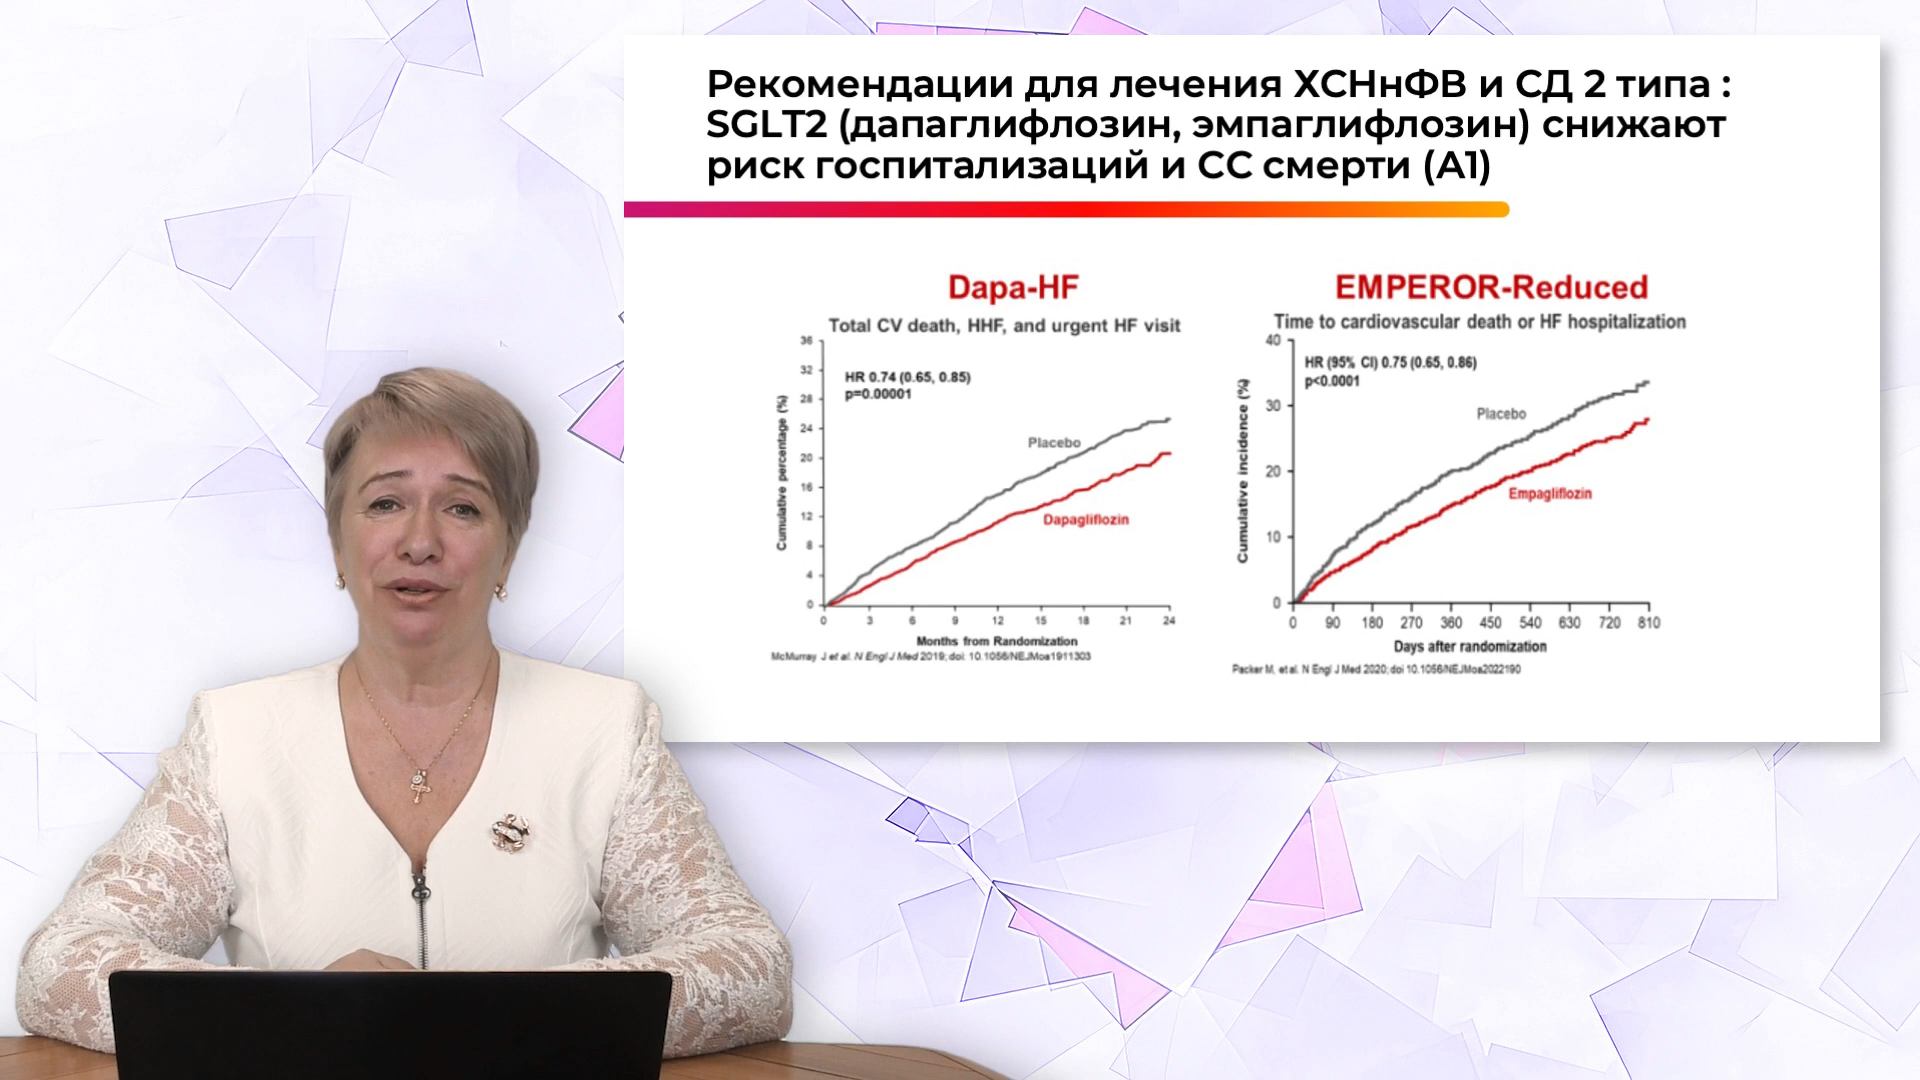 Рекомендации для лечения ХСНнФВ и СД 2 типа :
SGLT2 (дапаглифлозин, эмпаглифлозин) снижают
риск госпитализаций и СС смерти (А1)
Dapa-HF
Total CV death, HHF, and urgent HF visit
HR 0.74 (0.65, 0.85)
p=0.00001
Cumulative percentage (%)
36
32
28
24
20
16
12
8
4
0
Placebo
Dapagliflozin
0 3 6 9 12 15 18 21 24
Months from Randomization
McMurray J et al. N Engl J Med 2019; doi: 10.1056/NEJMoa1911303
EMPEROR-Reduced
Time to cardiovascular death or HF hospitalization
HR (95% CI) 0.75 (0.65, 0.86)
p<0.0001
Cumulative incidence (%)
40
30
20
10
0
Placebo
Empagliflozin
0 90 180 270 360 450 540 630 720 810
Days after randomization
Packer M, et al. N Engl J Med 2020; doi 10.1056/NEJMoa2022190